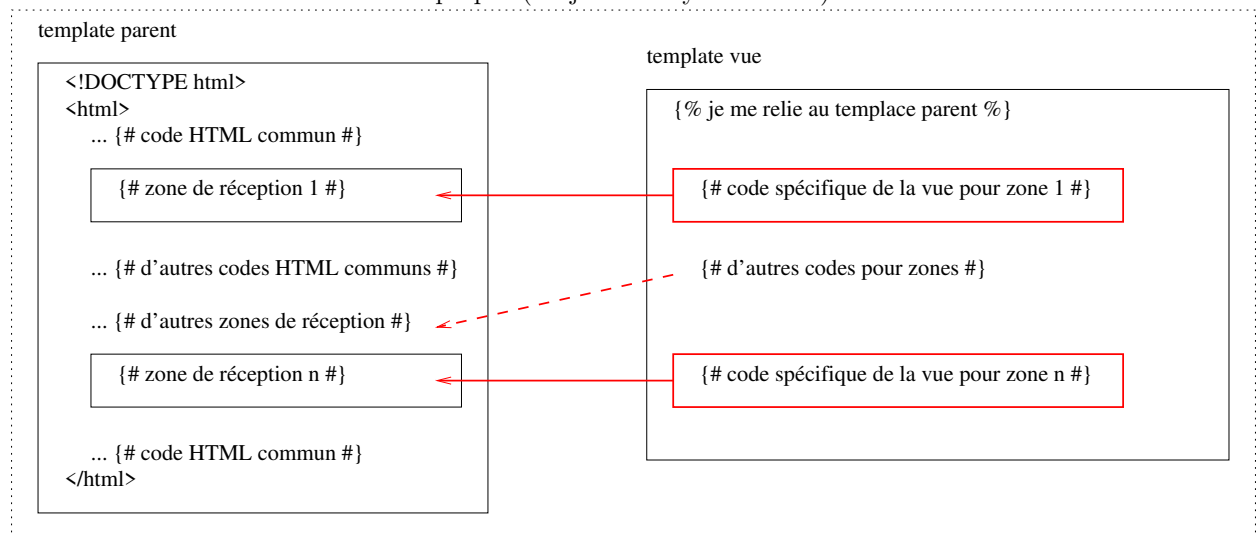 template parent
<!DOCTYPE html>
<html>
... {# code HTML commun #}
{# zone de réception 1 #}
... {# d'autres codes HTML communs #}
... {# d'autres zones de réception #}
{# zone de réception n #}
... {# code HTML commun #}
</html>
template vue
{% je me relie au templace parent %}
{# code spécifique de la vue pour zone 1 #}
{# d'autres codes pour zones #}
{# code spécifique de la vue pour zone n #}